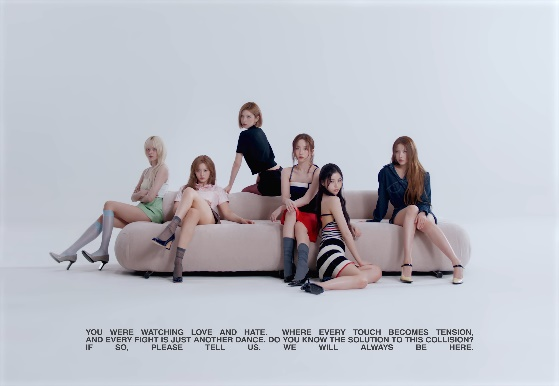 YOU WERE WATCHING LOVE AND HATE. WHERE EVERY TOUCH BECOMES TENSION,
AND EVERY FIGHT IS JUST ANOTHER DANCE. DO YOU KNOW THE SOLUTION TO THIS COLLISION?
IF SO, PLEASE TELL US. WE WILL ALWAYS BE HERE.